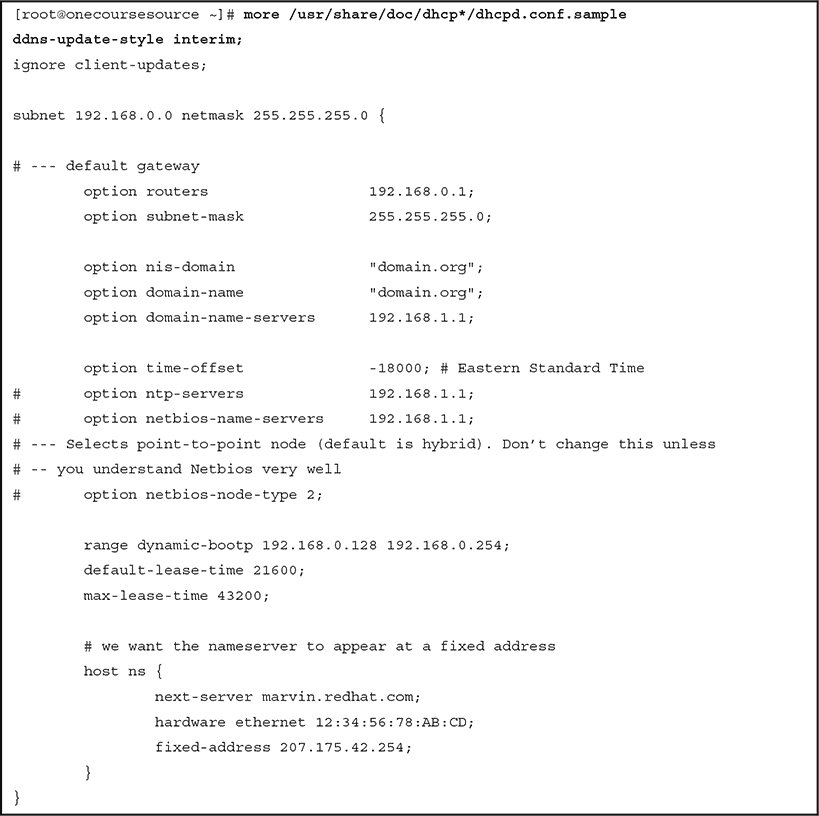 [root@onecoursesource ~]# more /usr/share/doc/dhcp*/dhcpd.conf.sample
ddns-update-style interim;
ignore client-updates;

subnet 192.168.0.0 netmask 255.255.255.0 {

# --- default gateway
        option routers                  192.168.0.1;
        option subnet-mask              255.255.255.0;

        option nis-domain               "domain.org";
        option domain-name              "domain.org";
        option domain-name-servers      192.168.1.1;

        option time-offset              -18000; # Eastern Standard Time
#       option ntp-servers              192.168.1.1;
#       option netbios-name-servers     192.168.1.1;
# --- Selects point-to-point node (default is hybrid). Don’t change this unless
# -- you understand Netbios very well
#       option netbios-node-type 2;

        range dynamic-bootp 192.168.0.128 192.168.0.254;
        default-lease-time 21600;
        max-lease-time 43200;

        # we want the nameserver to appear at a fixed address
        host ns {
                next-server marvin.redhat.com;
                hardware ethernet 12:34:56:78:AB:CD;
                fixed-address 207.175.42.254;
        }
}